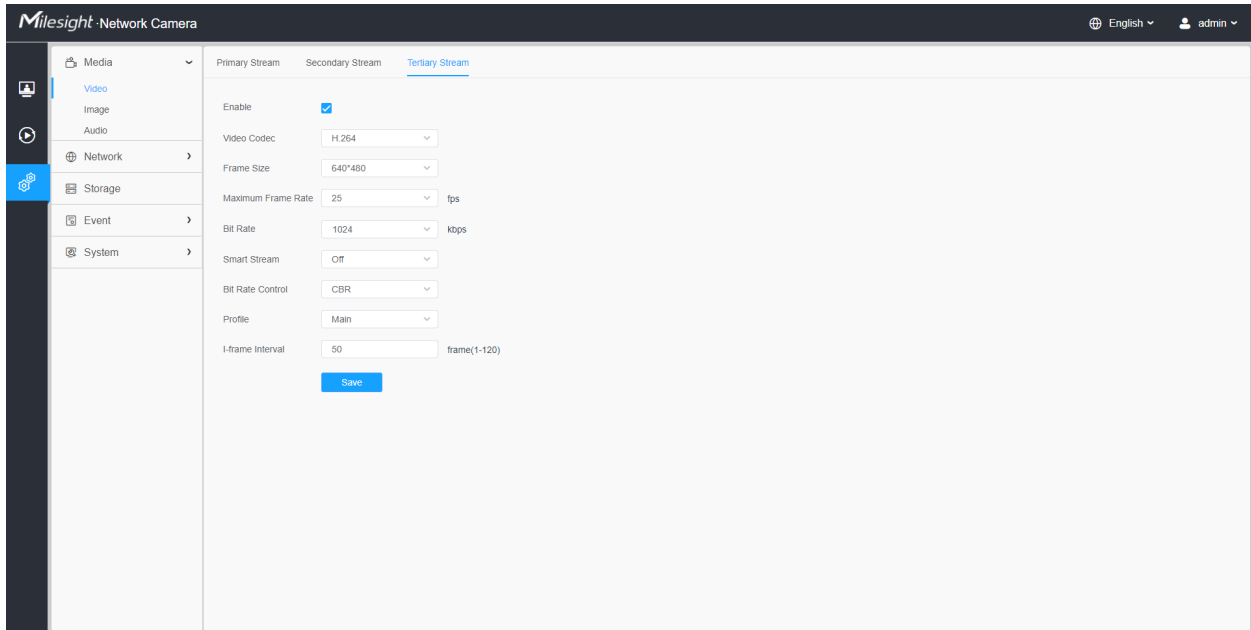 Milesight · Network Camera
English
admin
Media
Video
Image
Audio
Network
Storage
Event
System
Primary Stream Secondary Stream Tertiary Stream
Enable
Video Codec H.264
Frame Size 640*480
Maximum Frame Rate 25 fps
Bit Rate 1024 kbps
Smart Stream Off
Bit Rate Control CBR
Profile Main
I-frame Interval 50 frame(1-120)
Save